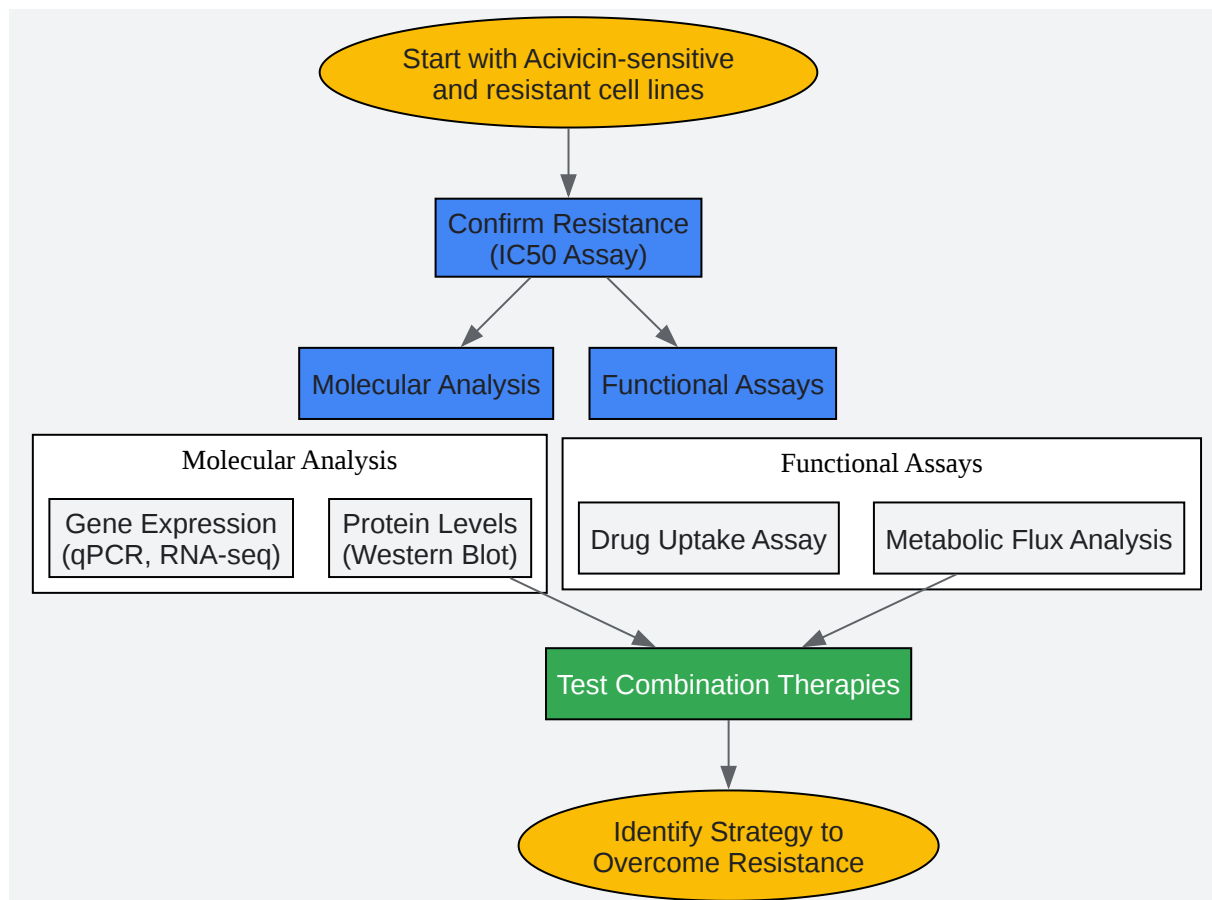 Start with Acivicin-sensitive
and resistant cell lines
Confirm Resistance
(IC50 Assay)
Molecular Analysis
Functional Assays
Molecular Analysis
Gene Expression
(qPCR, RNA-seq)
Protein Levels
(Western Blot)
Functional Assays
Drug Uptake Assay
Metabolic Flux Analysis
Test Combination Therapies
Identify Strategy to
Overcome Resistance